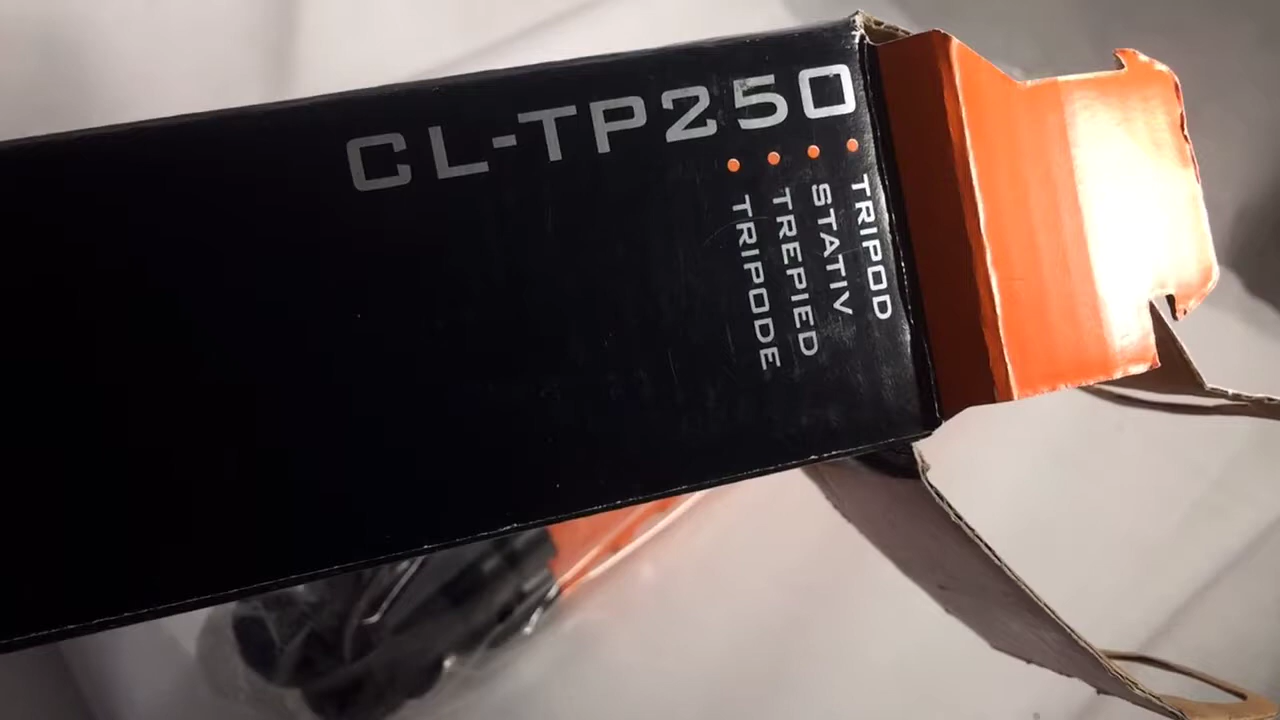 CL-TP250
TRIPOD
STATIV
TREPIED
TRIPODE